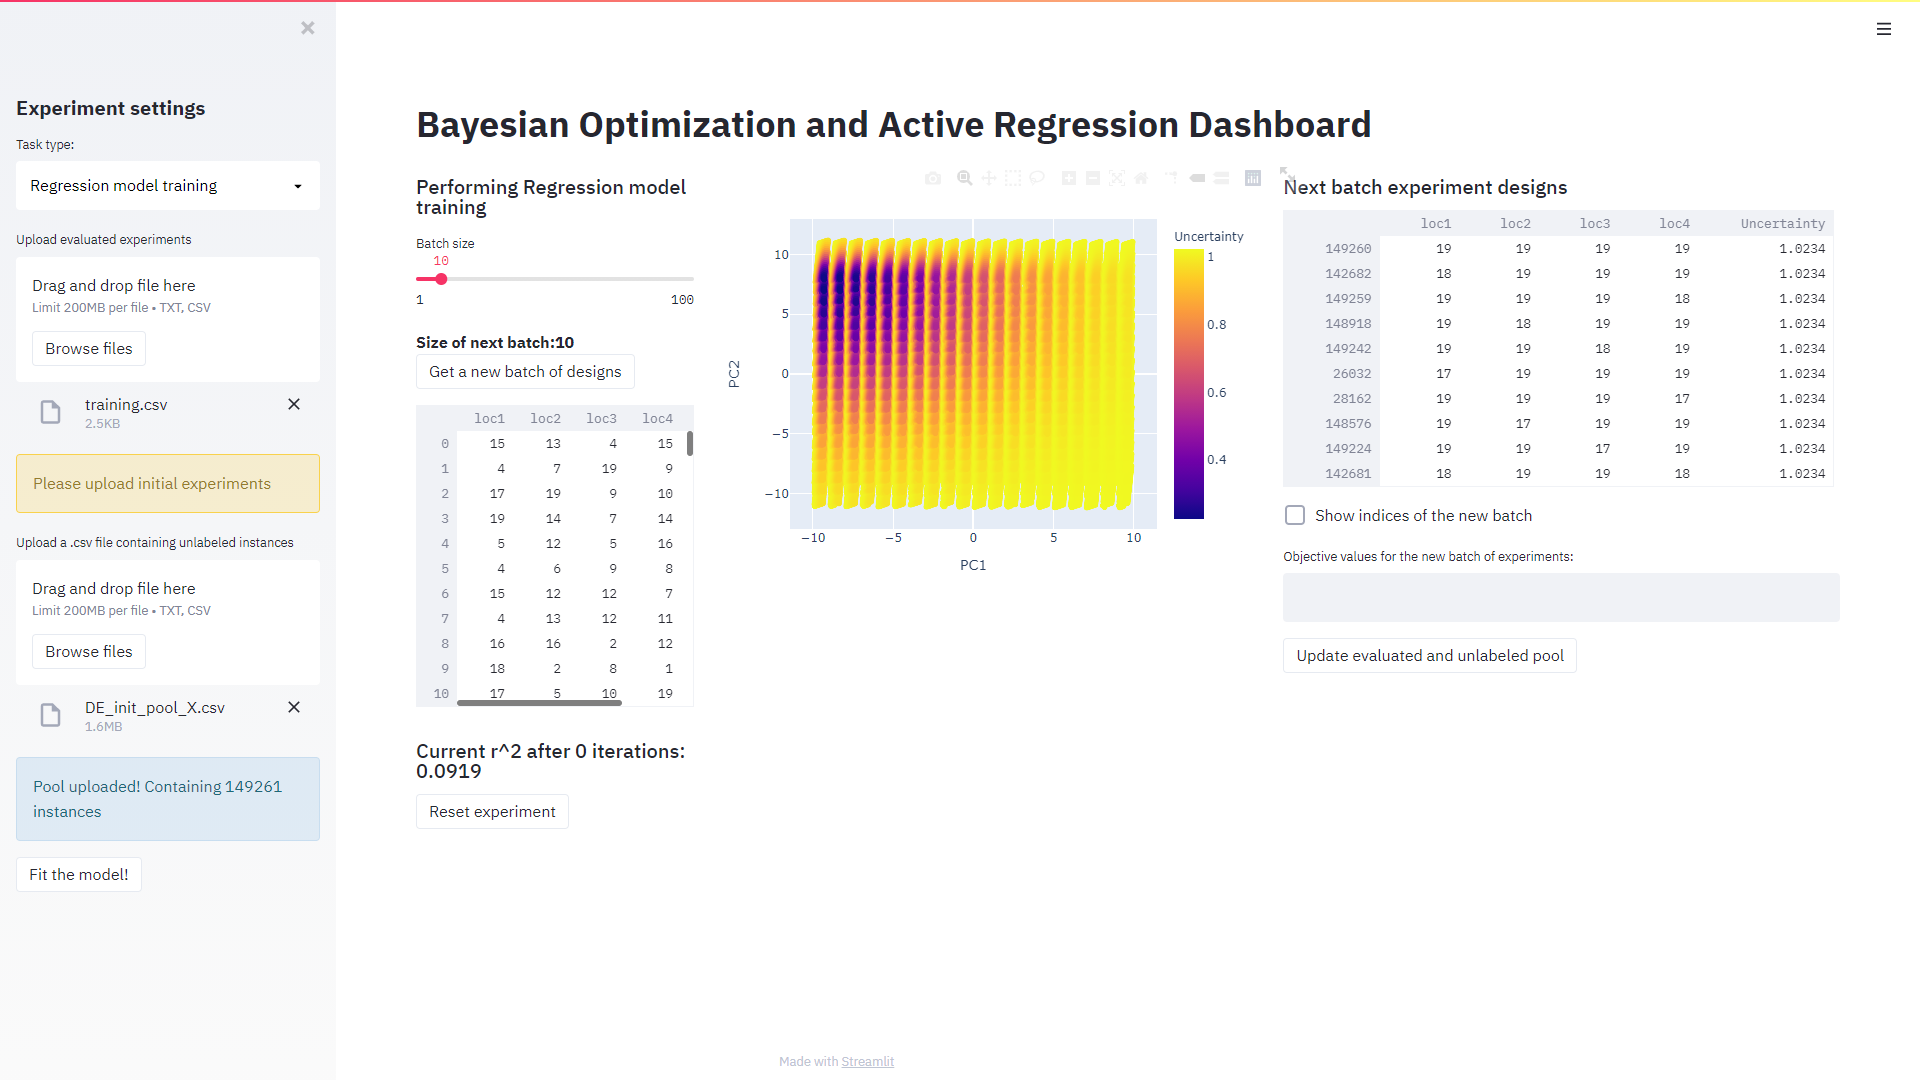 Experiment settings
Task type:
Regression model training
Upload evaluated experiments
Drag and drop file here
Limit 200MB per file • TXT, CSV
Browse files
training.csv
2.5KB
Please upload initial experiments
Upload a .csv file containing unlabeled instances
Drag and drop file here
Limit 200MB per file • TXT, CSV
Browse files
DE_init_pool_X.csv
1.6MB
Pool uploaded! Containing 149261
instances
Fit the model!
Bayesian Optimization and Active Regression Dashboard
Performing Regression model
training
Batch size
10
1 100
Size of next batch:10
Get a new batch of designs
loc1 loc2 loc3 loc4
0 15 13 4 15
1 4 7 19 9
2 17 19 9 10
3 19 14 7 14
4 5 12 5 16
5 4 6 9 8
6 15 12 12 7
7 4 13 12 11
8 16 16 2 12
9 18 2 8 1
10 17 5 10 19
Current r^2 after 0 iterations:
0.0919
Reset experiment
PC2
10
5
0
−5
−10
−10 −5 0 5 10
PC1
Uncertainty
1
0.8
0.6
0.4
Next batch experiment designs
loc1 loc2 loc3 loc4 Uncertainty
149260 19 19 19 19 1.0234
142682 18 19 19 19 1.0234
149259 19 19 19 18 1.0234
148918 19 18 19 19 1.0234
149242 19 19 18 19 1.0234
26032 17 19 19 19 1.0234
28162 19 19 19 17 1.0234
148576 19 17 19 19 1.0234
149224 19 19 17 19 1.0234
142681 18 19 19 18 1.0234
Show indices of the new batch
Objective values for the new batch of experiments:
Update evaluated and unlabeled pool
Made with Streamlit